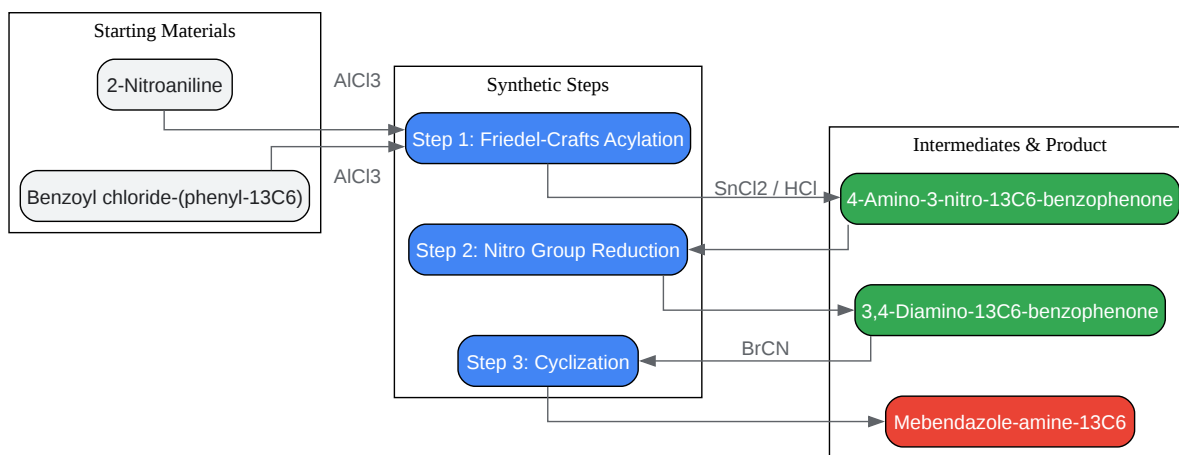 Starting Materials
2-Nitroaniline
Benzoyl chloride-(phenyl-13C6)
AlCl3
AlCl3
Synthetic Steps
Step 1: Friedel-Crafts Acylation
SnCl2 / HCl
Step 2: Nitro Group Reduction
Step 3: Cyclization
BrCN
Intermediates & Product
4-Amino-3-nitro-13C6-benzophenone
3,4-Diamino-13C6-benzophenone
Mebendazole-amine-13C6